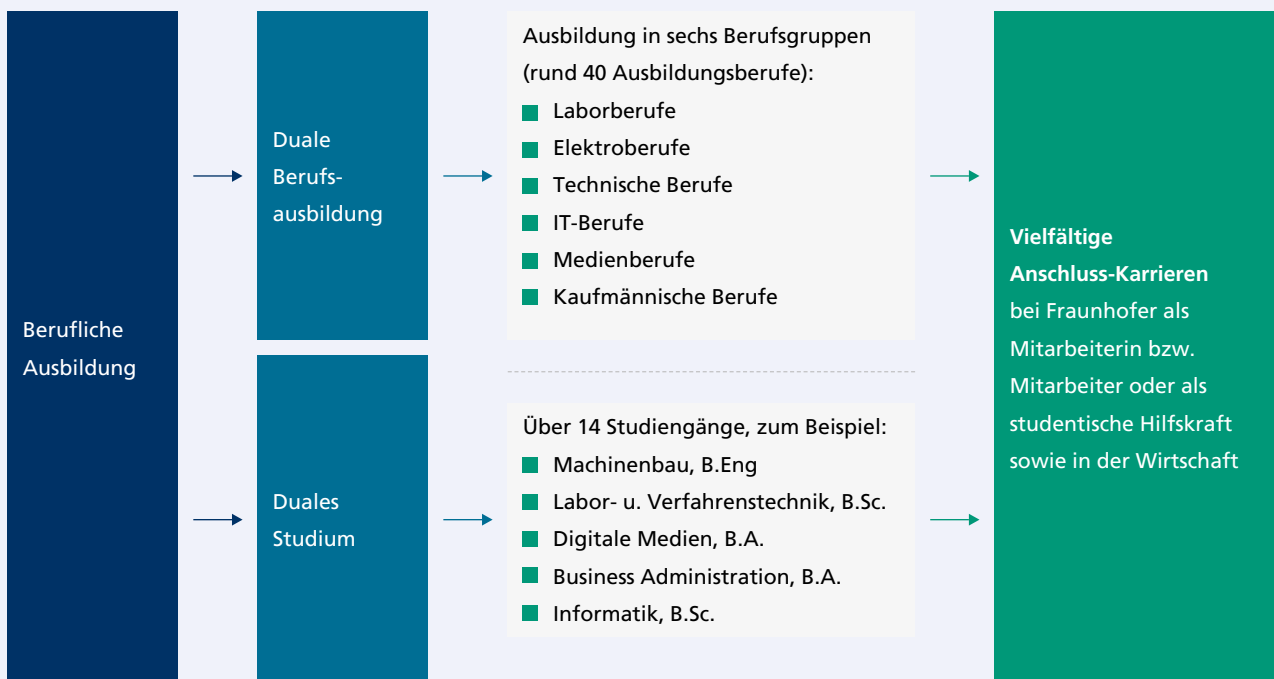 Berufliche
Ausbildung
Duale
Berufs-
ausbildung
Ausbildung in sechs Berufsgruppen
(rund 40 Ausbildungsberufe):
Laborberufe
Elektroberufe
Technische Berufe
IT-Berufe
Medienberufe
Kaufmännische Berufe
Duales
Studium
Über 14 Studiengänge, zum Beispiel:
Machinenbau, B.Eng
Labor- u. Verfahrenstechnik, B.Sc.
Digitale Medien, B.A.
Business Administration, B.A.
Informatik, B.Sc.
Vielfältige
Anschluss-Karrieren
bei Fraunhofer als
Mitarbeiterin bzw.
Mitarbeiter oder als
studentische Hilfskraft
sowie in der Wirtschaft